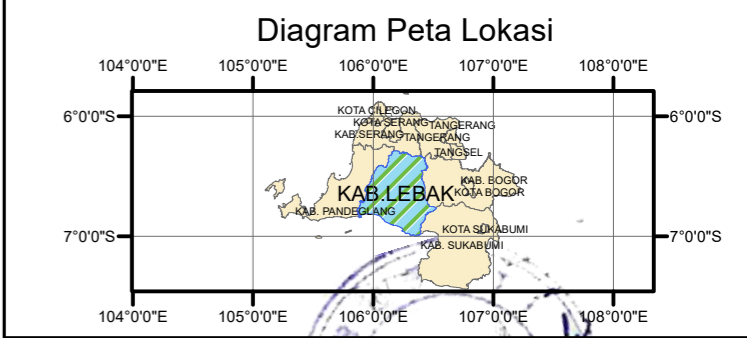 Diagram Peta Lokasi
104°0'0"E 105°0'0"E 106°0'0"E 107°0'0"E 108°0'0"E
6°0'0"S 6°0'0"S
KOTA CILEGON
KOTA SERANG TANGERANG
KAB.SERANG TANGERANG
TANGSEL
KAB. BOGOR
KAB.LEBAK KOTA BOGOR
KAB. PANDEGLANG
KOTA SUKABUMI
7°0'0"S 7°0'0"S
KAB. SUKABUMI
104°0'0"E 105°0'0"E 106°0'0"E 107°0'0"E 108°0'0"E